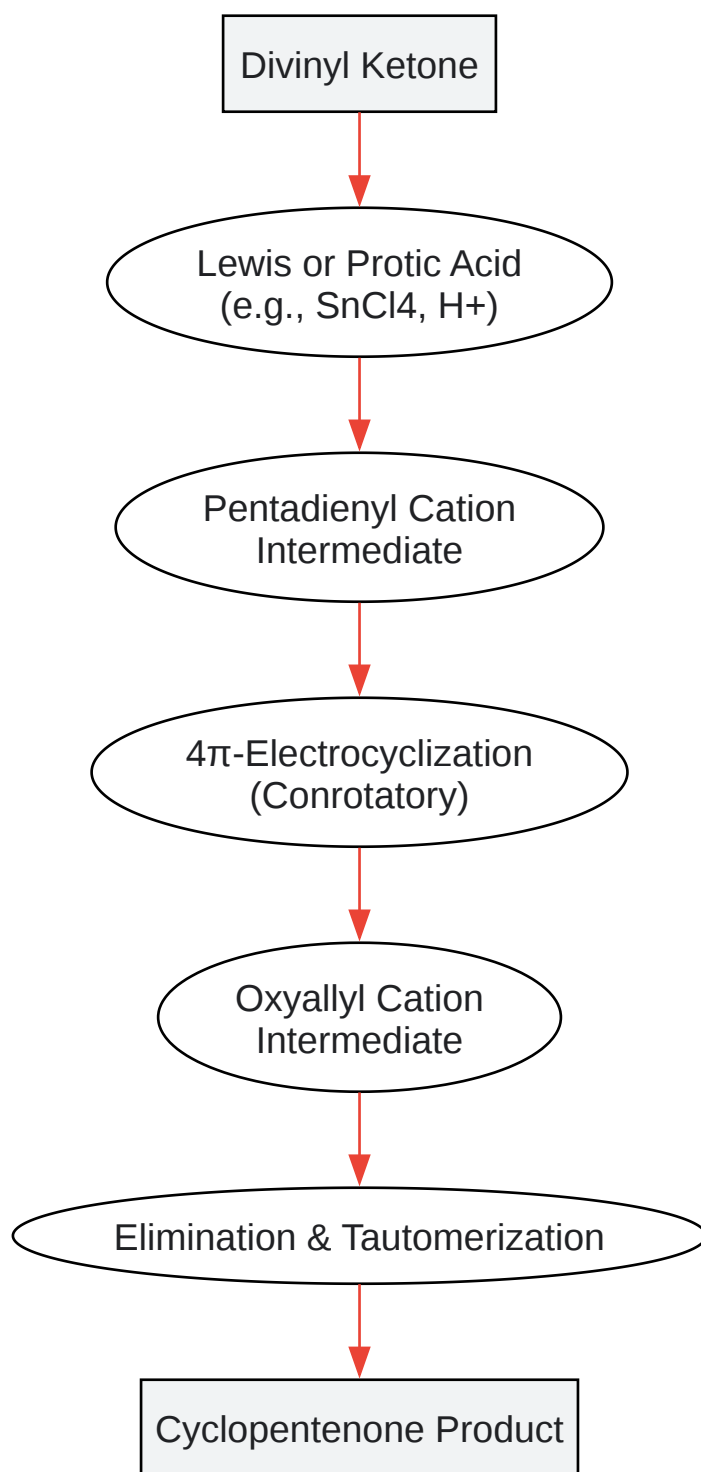 Divinyl Ketone
Lewis or Protic Acid
(e.g., SnCl4, H+)
Pentadienyl Cation
Intermediate
4π-Electrocyclization
(Conrotatory)
Oxyallyl Cation
Intermediate
Elimination & Tautomerization
Cyclopentenone Product